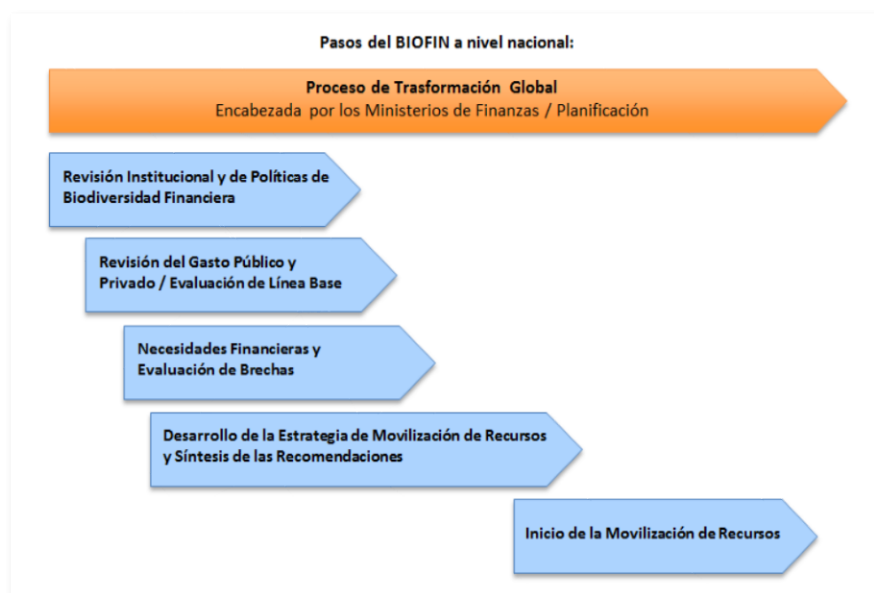 Pasos del BIOFIN a nivel nacional:
Proceso de Trasformación Global
Encabezada por los Ministerios de Finanzas / Planificación
Revisión Institucional y de Políticas de
Biodiversidad Financiera
Revisión del Gasto Público y
Privado / Evaluación de Línea Base
Necesidades Financieras y
Evaluación de Brechas
Desarrollo de la Estrategia de Movilización de Recursos
y Síntesis de las Recomendaciones
Inicio de la Movilización de Recursos